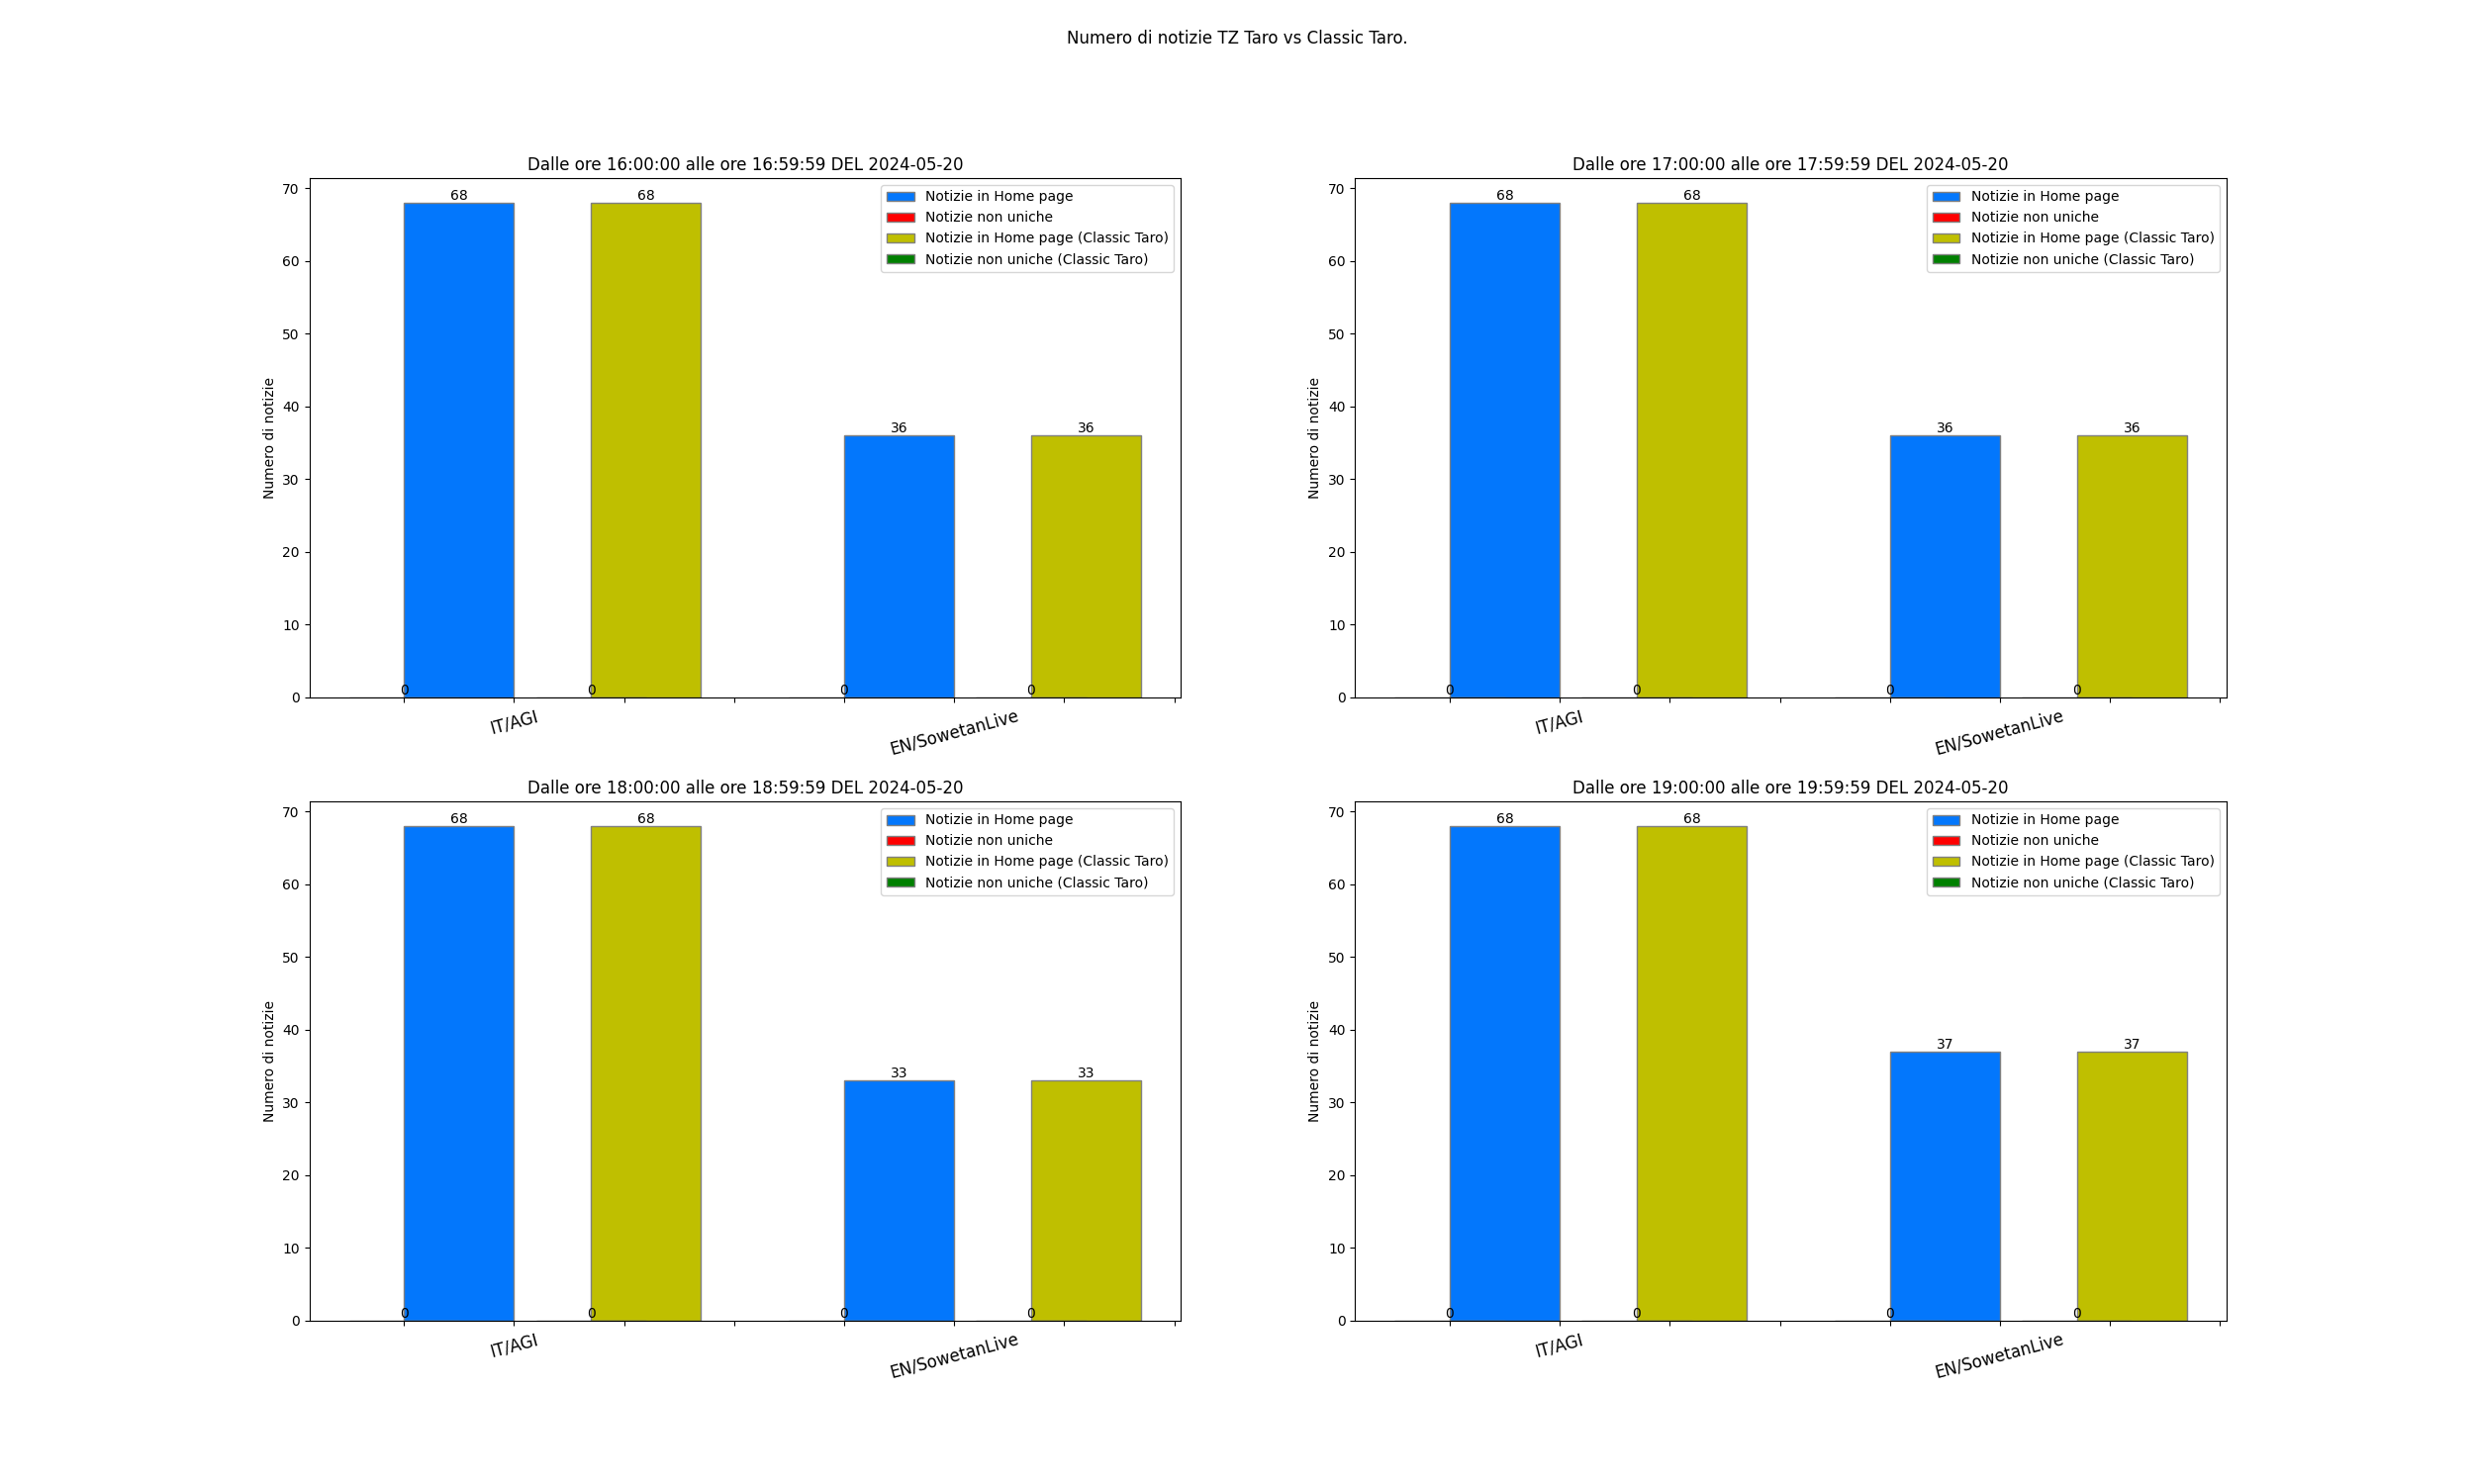 Numero di notizie TZ Taro vs Classic Taro.
Dalle ore 16:00:00 alle ore 16:59:59 DEL 2024-05-20
Numero di notizie
70
60
50
40
30
20
10
0
68
68
36
36
0
0
0
0
Notizie in Home page
Notizie non uniche
Notizie in Home page (Classic Taro)
Notizie non uniche (Classic Taro)
IT/AGI
EN/SowetanLive
Dalle ore 17:00:00 alle ore 17:59:59 DEL 2024-05-20
Numero di notizie
70
60
50
40
30
20
10
0
68
68
36
36
0
0
0
0
Notizie in Home page
Notizie non uniche
Notizie in Home page (Classic Taro)
Notizie non uniche (Classic Taro)
IT/AGI
EN/SowetanLive
Dalle ore 18:00:00 alle ore 18:59:59 DEL 2024-05-20
Numero di notizie
70
60
50
40
30
20
10
0
68
68
33
33
0
0
0
0
Notizie in Home page
Notizie non uniche
Notizie in Home page (Classic Taro)
Notizie non uniche (Classic Taro)
IT/AGI
EN/SowetanLive
Dalle ore 19:00:00 alle ore 19:59:59 DEL 2024-05-20
Numero di notizie
70
60
50
40
30
20
10
0
68
68
37
37
0
0
0
0
Notizie in Home page
Notizie non uniche
Notizie in Home page (Classic Taro)
Notizie non uniche (Classic Taro)
IT/AGI
EN/SowetanLive